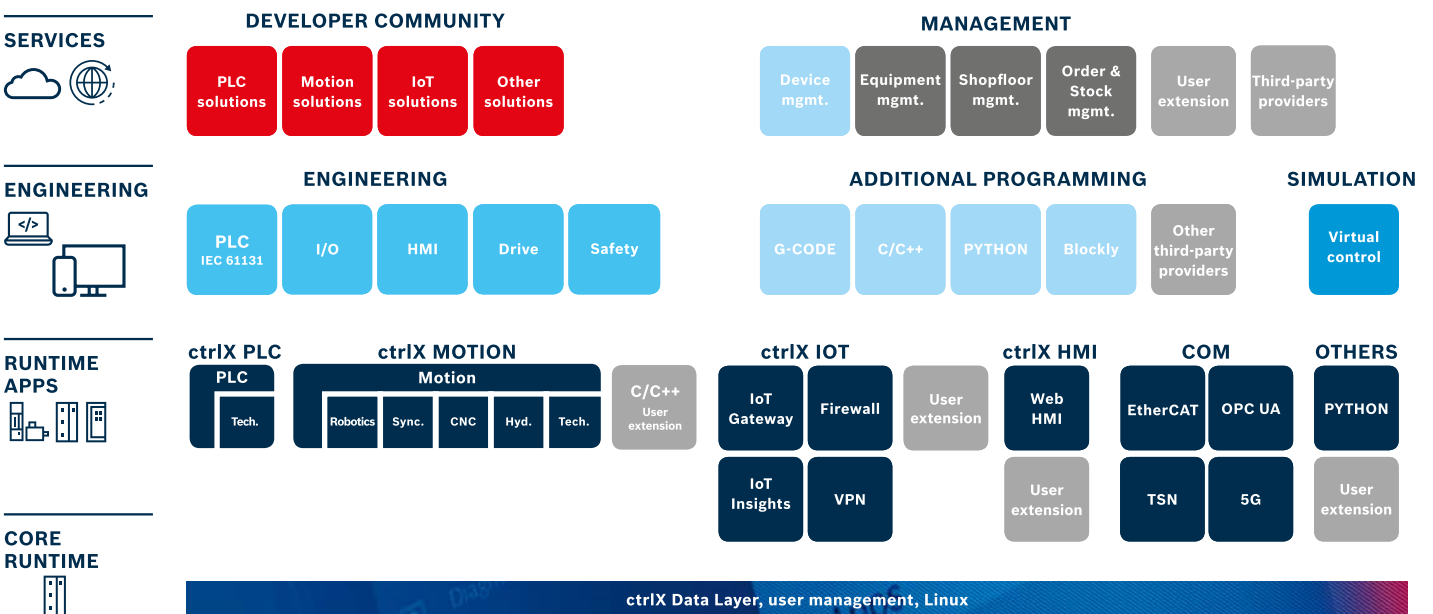 SERVICES
DEVELOPER COMMUNITY
PLC
solutions
Motion
solutions
IoT
solutions
Other
solutions
MANAGEMENT
Device
mgmt.
Equipment
mgmt.
Shopfloor
mgmt.
Order &
Stock
mgmt.
User
extension
Third-party
providers
ENGINEERING
</>
ENGINEERING
PLC
IEC 61131
I/O
HMI
Drive
Safety
ADDITIONAL PROGRAMMING
G-CODE
C/C++
PYTHON
Blockly
Other
third-party
providers
SIMULATION
Virtual
control
RUNTIME
APPS
ctrlX PLC
PLC
Tech.
ctrlX MOTION
Motion
Robotics
Sync.
CNC
Hyd.
Tech.
C/C++
User
extension
ctrlX IOT
IoT
Gateway
Firewall
User
extension
IoT
Insights
VPN
ctrlX HMI
Web
HMI
User
extension
COM
EtherCAT
OPC UA
TSN
5G
OTHERS
PYTHON
User
extension
CORE
RUNTIME
ctrlX Data Layer, user management, Linux